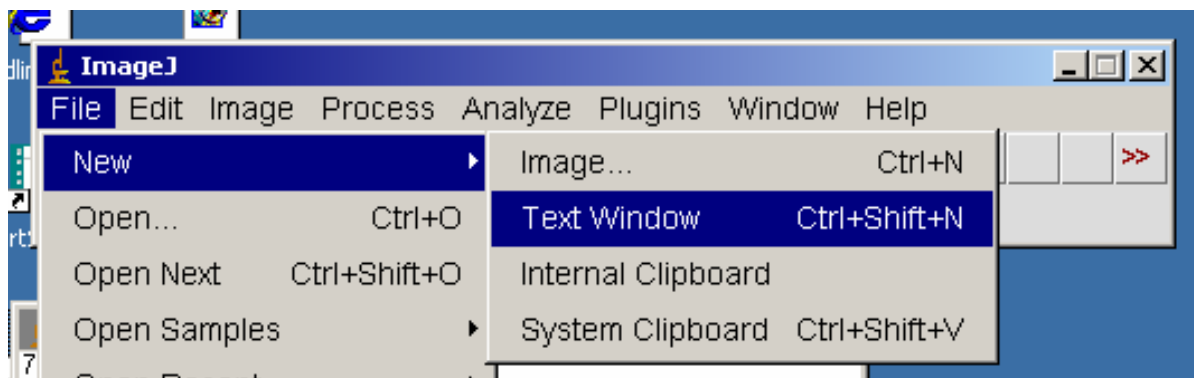 ImageJ
File Edit Image Process Analyze Plugins Window Help
New
Open... Ctrl+O
Open Next Ctrl+Shift+O
Open Samples
Image... Ctrl+N
Text Window Ctrl+Shift+N
Internal Clipboard
System Clipboard Ctrl+Shift+V
>>
7